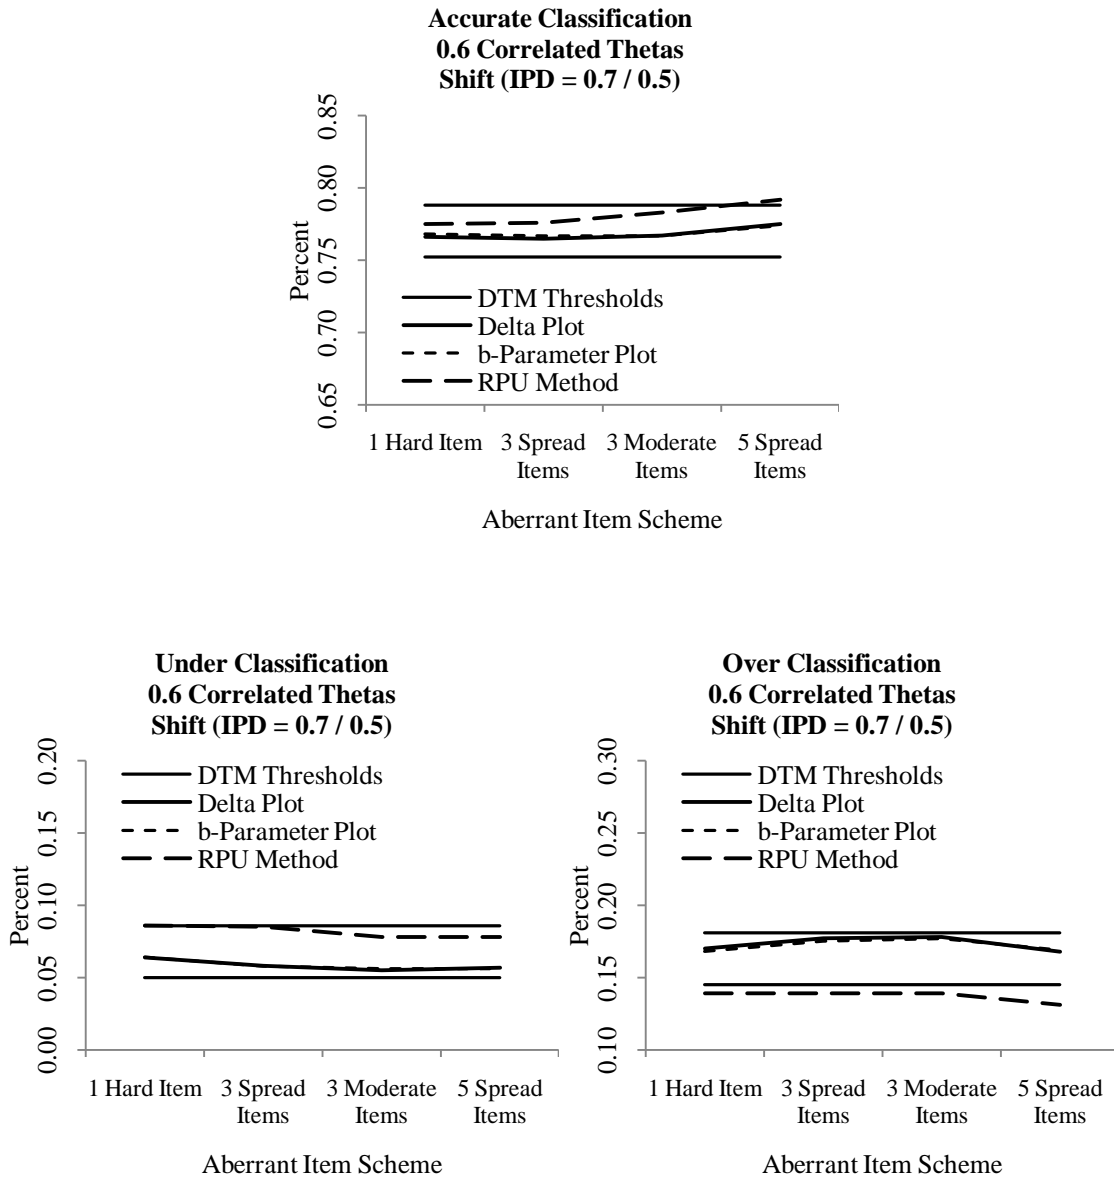 Accurate Classification
0.6 Correlated Thetas
Shift (IPD = 0.7 / 0.5)
0.85
0.80
0.75
0.70
0.65
Percent
DTM Thresholds
Delta Plot
b-Parameter Plot
RPU Method
1 Hard Item 3 Spread 3 Moderate 5 Spread
Items Items Items
Aberrant Item Scheme
Under Classification
0.6 Correlated Thetas
Shift (IPD = 0.7 / 0.5)
0.20
0.15
0.10
0.05
0.00
Percent
DTM Thresholds
Delta Plot
b-Parameter Plot
RPU Method
1 Hard Item 3 Spread 3 Moderate 5 Spread
Items Items Items
Aberrant Item Scheme
Over Classification
0.6 Correlated Thetas
Shift (IPD = 0.7 / 0.5)
0.30
0.25
0.20
0.15
0.10
Percent
DTM Thresholds
Delta Plot
b-Parameter Plot
RPU Method
1 Hard Item 3 Spread 3 Moderate 5 Spread
Items Items Items
Aberrant Item Scheme